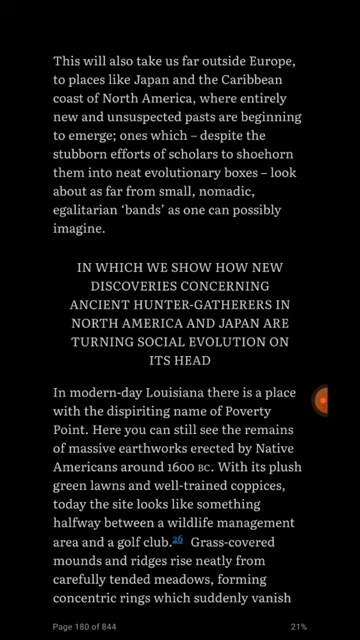 This will also take us far outside Europe,
to places like Japan and the Caribbean
coast of North America, where entirely
new and unsuspected pasts are beginning
to emerge; ones which – despite the
stubborn efforts of scholars to shoehorn
them into neat evolutionary boxes – look
about as far from small, nomadic,
egalitarian ‘bands’ as one can possibly
imagine.
IN WHICH WE SHOW HOW NEW
DISCOVERIES CONCERNING
ANCIENT HUNTER-GATHERERS IN
NORTH AMERICA AND JAPAN ARE
TURNING SOCIAL EVOLUTION ON
ITS HEAD
In modern-day Louisiana there is a place
with the dispiriting name of Poverty
Point. Here you can still see the remains
of massive earthworks erected by Native
Americans around 1600 BC. With its plush
green lawns and well-trained coppices,
today the site looks like something
halfway between a wildlife management
area and a golf club.26 Grass-covered
mounds and ridges rise neatly from
carefully tended meadows, forming
concentric rings which suddenly vanish
Page 180 of 844 21%